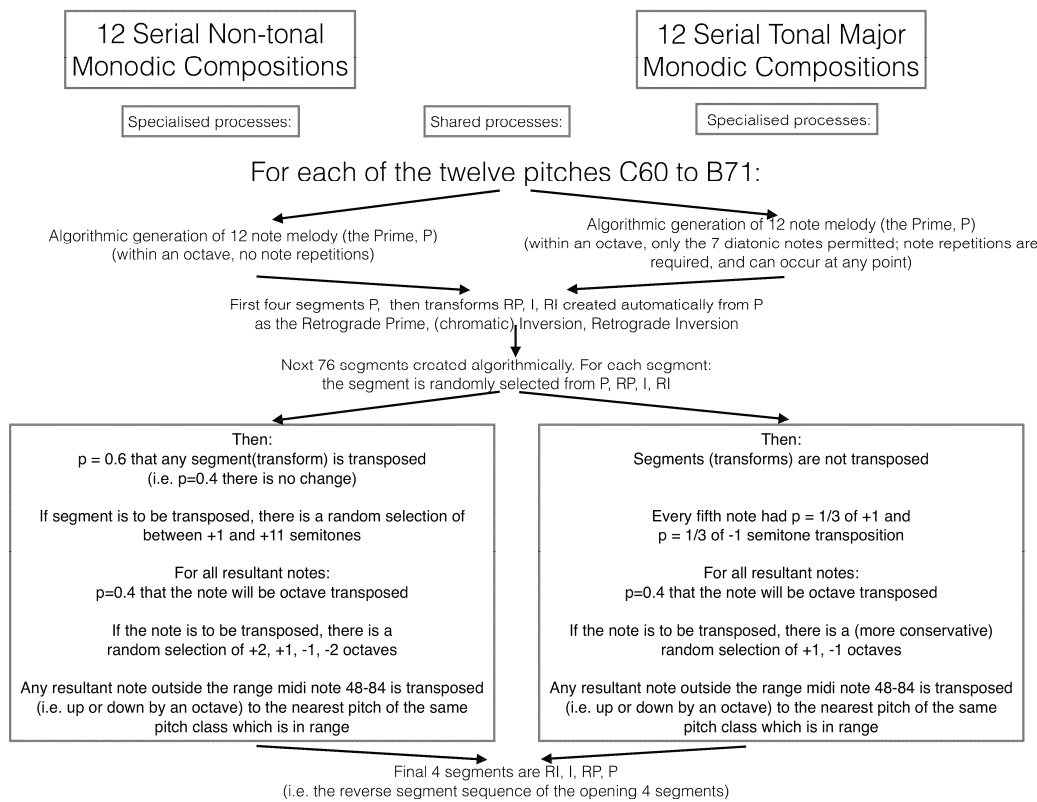 12 Serial Non-tonal
Monodic Compositions
12 Serial Tonal Major
Monodic Compositions
Specialised processes:
Shared processes:
Specialised processes:
For each of the twelve pitches C60 to B71:
Algorithmic generation of 12 note melody (the Prime, P)
(within an octave, no note repetitions)
Algorithmic generation of 12 note melody (the Prime, P)
(within an octave, only the 7 diatonic notes permitted; note repetitions are
required, and can occur at any point)
First four segments P, then transforms RP, I, RI created automatically from P
as the Retrograde Prime, (chromatic) Inversion, Retrograde Inversion
Next 76 segments created algorithmically. For each segment:
the segment is randomly selected from P, RP, I, RI
Then:
p = 0.6 that any segment(transform) is transposed
(i.e. p=0.4 there is no change)
If segment is to be transposed, there is a random selection of
between +1 and +11 semitones
For all resultant notes:
p=0.4 that the note will be octave transposed
If the note is to be transposed, there is a
random selection of +2, +1, -1, -2 octaves
Any resultant note outside the range midi note 48-84 is transposed
(i.e. up or down by an octave) to the nearest pitch of the same
pitch class which is in range
Then:
Segments (transforms) are not transposed
Every fifth note had p = 1/3 of +1 and
p = 1/3 of -1 semitone transposition
For all resultant notes:
p=0.4 that the note will be octave transposed
If the note is to be transposed, there is a (more conservative)
random selection of +1, -1 octaves
Any resultant note outside the range midi note 48-84 is transposed
(i.e. up or down by an octave) to the nearest pitch of the same
pitch class which is in range
Final 4 segments are RI, I, RP, P
(i.e. the reverse segment sequence of the opening 4 segments)